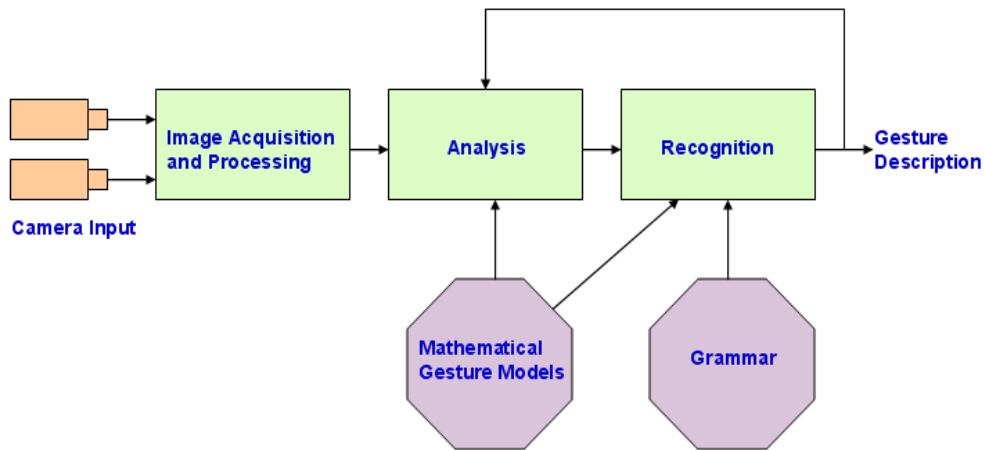 Image Acquisition
and Processing
Analysis
Recognition
Gesture
Description
Camera Input
Mathematical
Gesture Models
Grammar